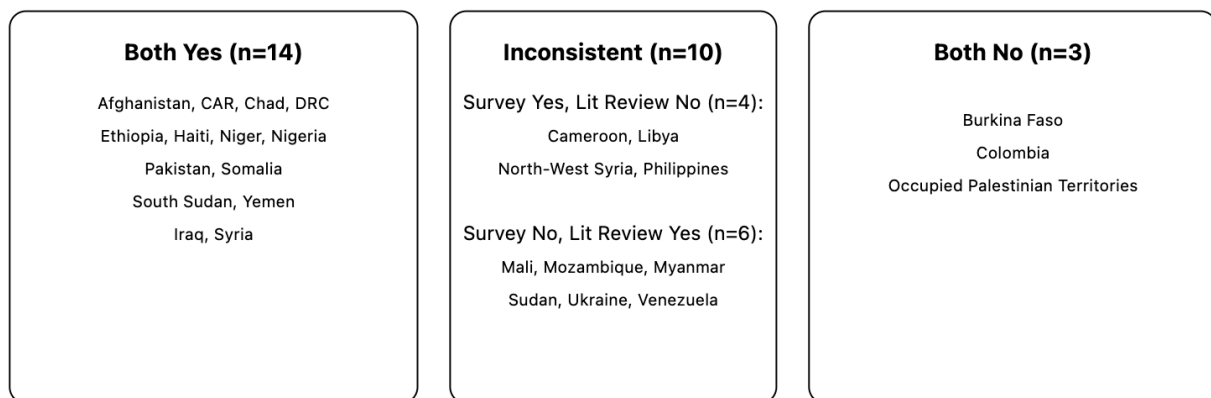 Both Yes (n=14)
Afghanistan, CAR, Chad, DRC
Ethiopia, Haiti, Niger, Nigeria
Pakistan, Somalia
South Sudan, Yemen
Iraq, Syria
Inconsistent (n=10)
Survey Yes, Lit Review No (n=4):
Cameroon, Libya
North-West Syria, Philippines
Survey No, Lit Review Yes (n=6):
Mali, Mozambique, Myanmar
Sudan, Ukraine, Venezuela
Both No (n=3)
Burkina Faso
Colombia
Occupied Palestinian Territories